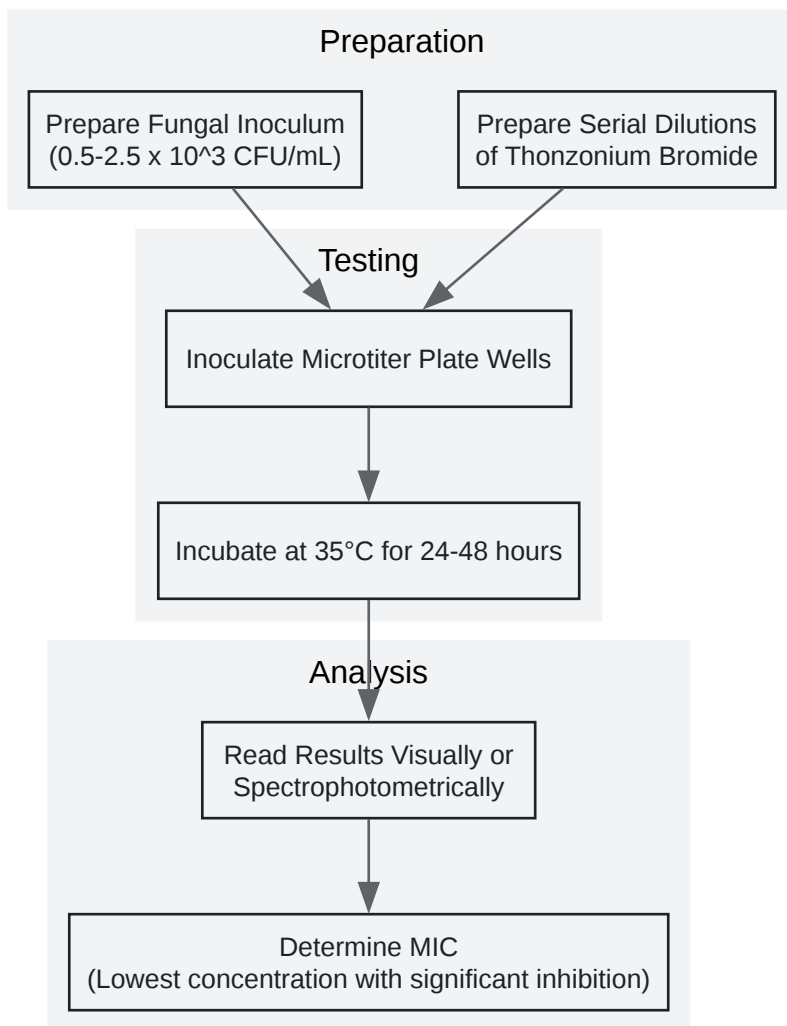 Preparation
Prepare Fungal Inoculum
(0.5-2.5 x 10^3 CFU/mL)
Prepare Serial Dilutions
of Thonzonium Bromide
Testing
Inoculate Microtiter Plate Wells
Incubate at 35°C for 24-48 hours
Analysis
Read Results Visually or
Spectrophotometrically
Determine MIC
(Lowest concentration with significant inhibition)